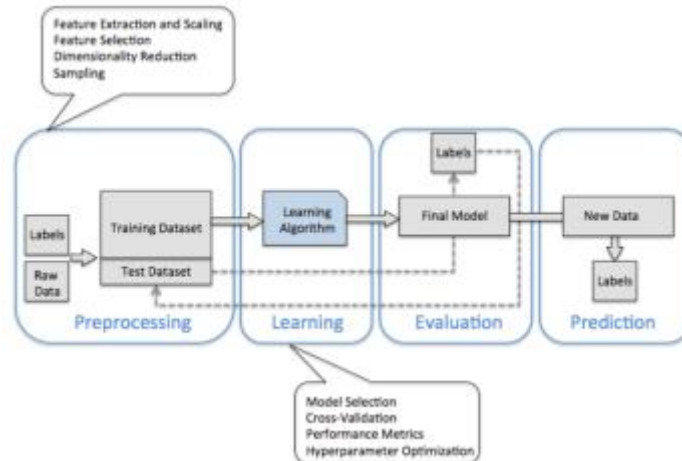 Feature Extraction and Scaling
Feature Selection
Dimensionality Reduction
Sampling
Labels
Raw
Data
Training Dataset
Test Dataset
Learning
Algorithm
Labels
Final Model
New Data
Labels
Preprocessing
Learning
Evaluation
Prediction
Model Selection
Cross-Validation
Performance Metrics
Hyperparameter Optimization